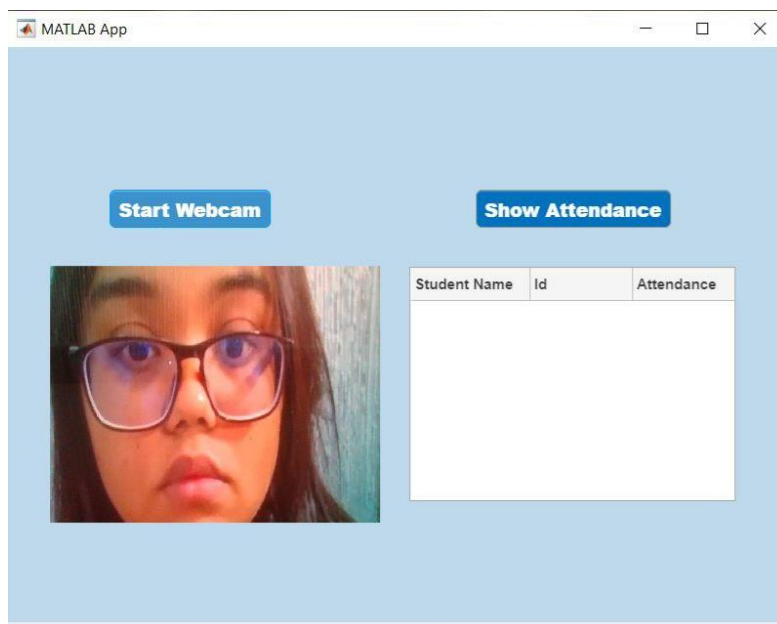 MATLAB App
Start Webcam
Show Attendance
Student Name Id Attendance